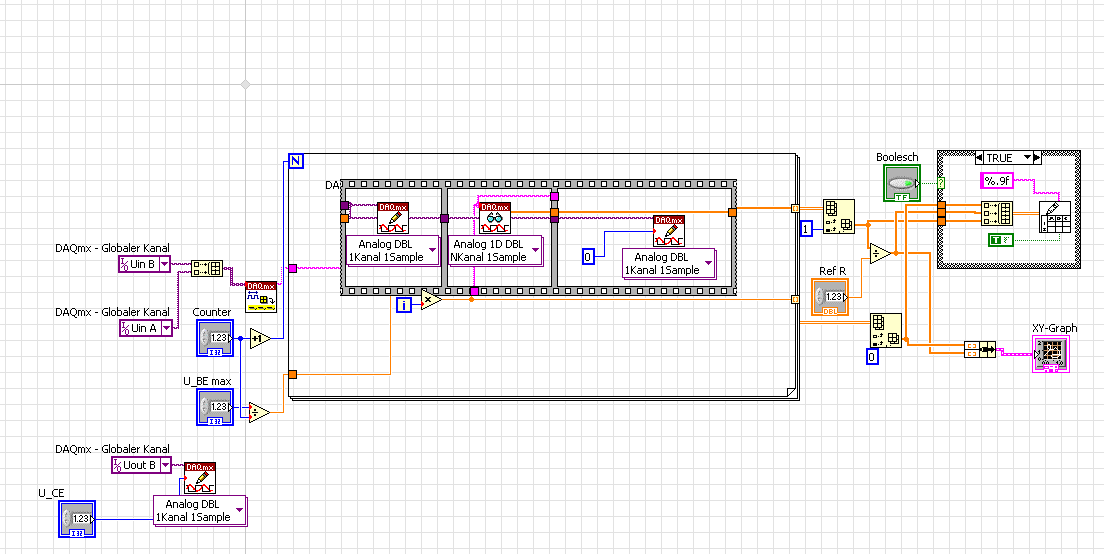 Boolesch
TRUE
%.9f
T
TF
N
DA
DAQmx
DAQmx
DAQmx
Analog DBL
1Kanal 1Sample
Analog 1D DBL
NKanal 1Sample
0
Analog DBL
1Kanal 1Sample
i
1
Ref R
1.23
DBL
0
XY-Graph
DAQmx - Globaler Kanal
I/O Uin B
DAQmx
DAQmx - Globaler Kanal
I/O Uin A
Counter
1.23
I32
+1
U_BE max
1.23
I32
DAQmx - Globaler Kanal
I/O Uout B
DAQmx
U_CE
1.23
I32
Analog DBL
1Kanal 1Sample